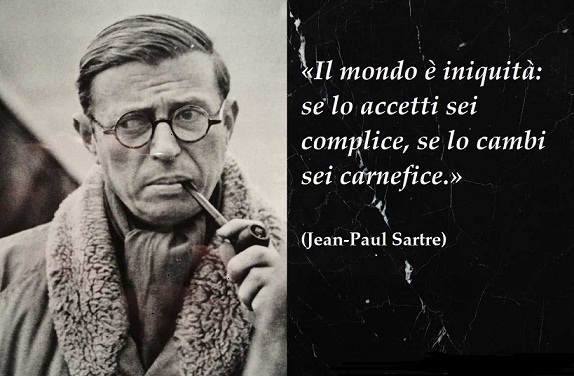 «Il mondo è iniquità:
se lo accetti sei
complice, se lo cambi
sei carnefice.»
(Jean-Paul Sartre)